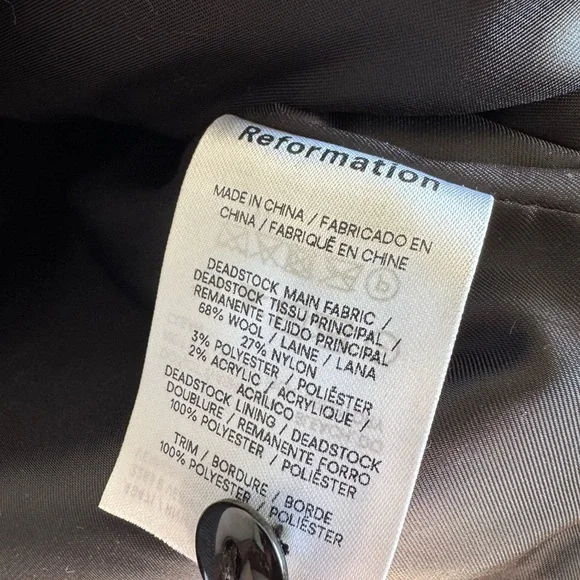 Reformation
MADE IN CHINA / FABRICADO EN
CHINA / FABRIQUÉ EN CHINE
DEADSTOCK MAIN FABRIC /
DEADSTOCK TISSU PRINCIPAL /
REMANENTE TEJIDO PRINCIPAL
68% WOOL / LAINE / LANA
27% NYLON
3% POLYESTER / POLIÉSTER
2% ACRYLIC / ACRYLIQUE /
ACRÍLICO
DEADSTOCK LINING / DEADSTOCK
DOUBLURE / REMANENTE FORRO
100% POLYESTER / POLIÉSTER
TRIM / BORDURE / BORDE
100% POLYESTER / POLIÉSTER